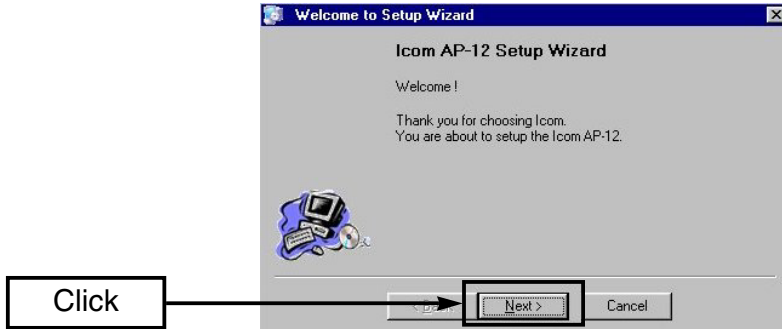 Welcome to Setup Wizard
Icom AP-12 Setup Wizard
Welcome !
Thank you for choosing Icom.
You are about to setup the Icom AP-12.
Click
Next >
Cancel